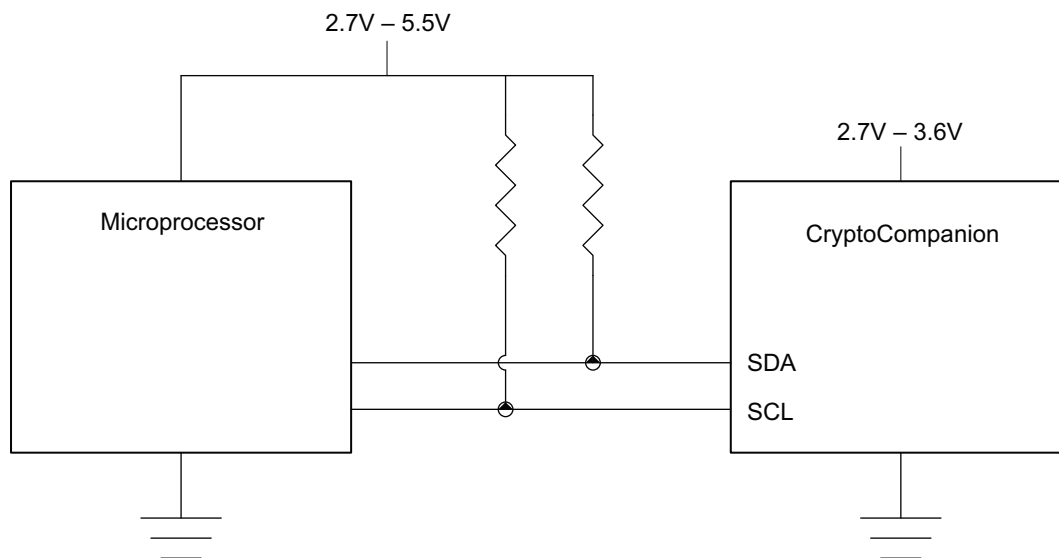 2.7V – 5.5V
2.7V – 3.6V
Microprocessor
CryptoCompanion
SDA
SCL